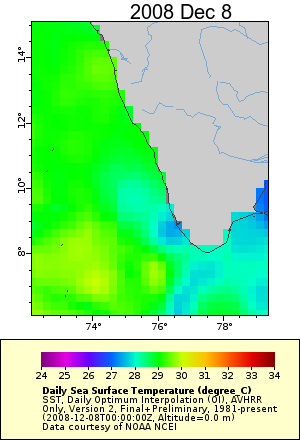 2008 Dec 8
14°
12°
10°
8°
74° 76° 78°
24 25 26 27 28 29 30 31 32 33 34
Daily Sea Surface Temperature (degree_C)
SST, Daily Optimum Interpolation (OI), AVHRR
Only, Version 2, Final+Preliminary, 1981-present
(2008-12-08T00:00:00Z, Altitude=0.0 m)
Data courtesy of NOAA NCEI